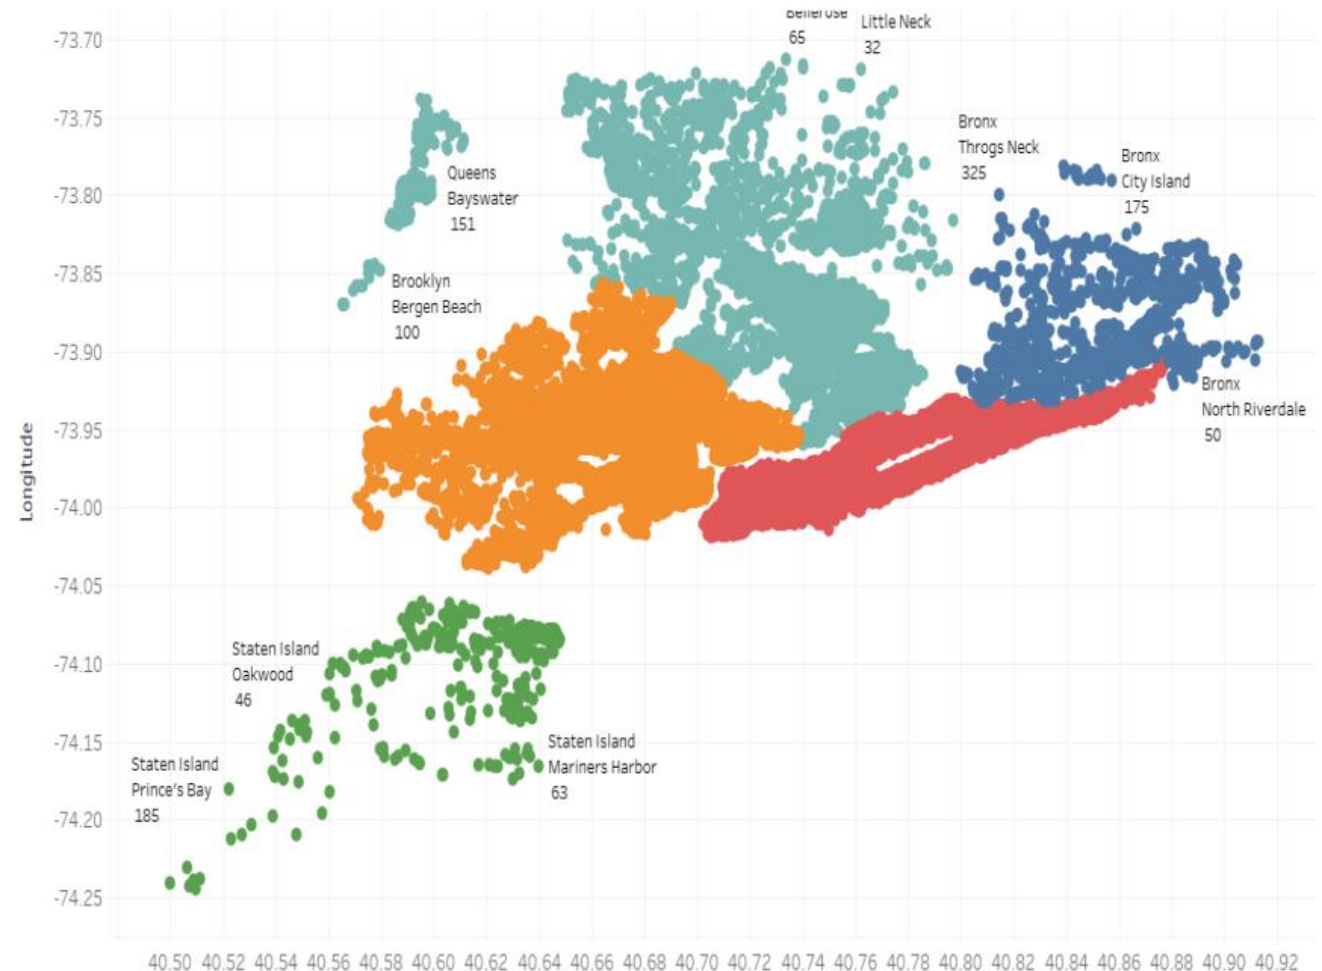 Bellerose
65
Little Neck
32
-73.70
-73.75
Bronx
Throgs Neck
325
Bronx
City Island
175
-73.80
Queens
Bayswater
151
-73.85
Brooklyn
Bergen Beach
100
-73.90
Bronx
North Riverdale
50
-73.95
Longitude
-74.00
-74.05
Staten Island
Oakwood
46
-74.10
-74.15
Staten Island
Mariners Harbor
63
Staten Island
Prince's Bay
185
-74.20
-74.25
40.50 40.52 40.54 40.56 40.58 40.60 40.62 40.64 40.66 40.68 40.70 40.72 40.74 40.76 40.78 40.80 40.82 40.84 40.86 40.88 40.90 40.92